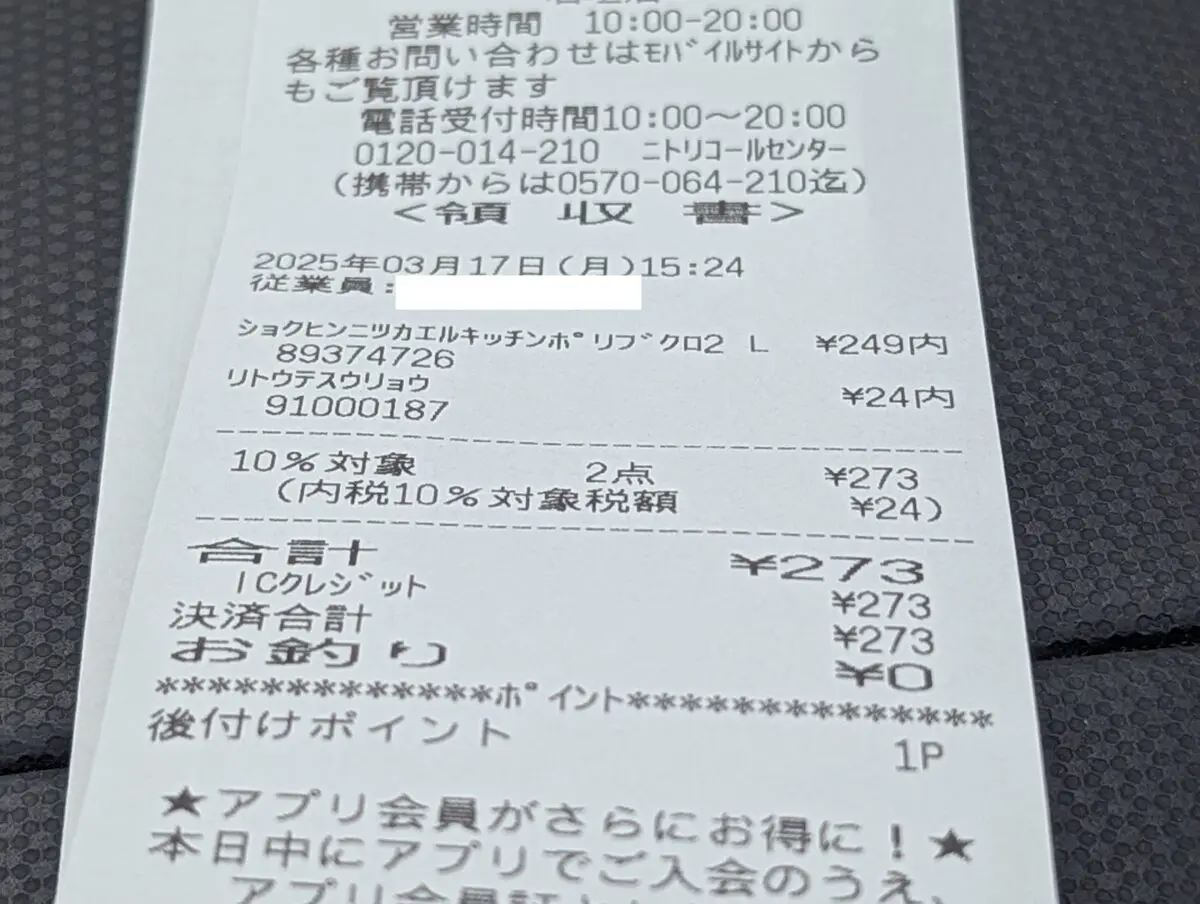 営業時間 10:00-20:00
各種お問い合わせはﾓﾊﾞｲﾙｻｲﾄから
もご覧頂けます
電話受付時間10:00～20:00
0120-014-210 ﾆﾄﾘｺｰﾙｾﾝﾀｰ
(携帯からは0570-064-210迄)
<領 収 書>
2025年03月17日(月)15:24
従業員:
ｼｮｸﾋﾝﾆﾂｶｴﾙｷｯﾁﾝﾎﾟﾘﾌﾞｸﾛ2 L ¥249内
89374726
ﾘﾄｳﾃｽｳﾘｮｳ ¥24内
91000187
10%対象 2点 ¥273
(内税10%対象税額 ¥24)
合計 ¥273
ICｸﾚｼﾞｯﾄ ¥273
決済合計 ¥273
お釣り ¥0
*************ﾎﾟｲﾝﾄ**************
後付けポイント 1P
★アプリ会員がさらにお得に!★
本日中にアプリでご入会のうえ、